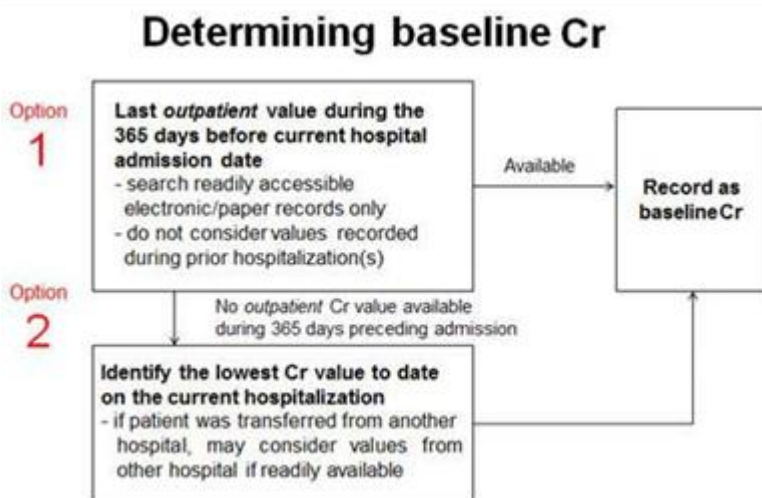 Determining baseline Cr
Option
1
Last outpatient value during the
365 days before current hospital
admission date
- search readily accessible
electronic/paper records only
- do not consider values recorded
during prior hospitalization(s)
Available
Record as
baseline Cr
Option
2
No outpatient Cr value available
during 365 days preceding admission
Identify the lowest Cr value to date
on the current hospitalization
- if patient was transferred from another
hospital, may consider values from
other hospital if readily available